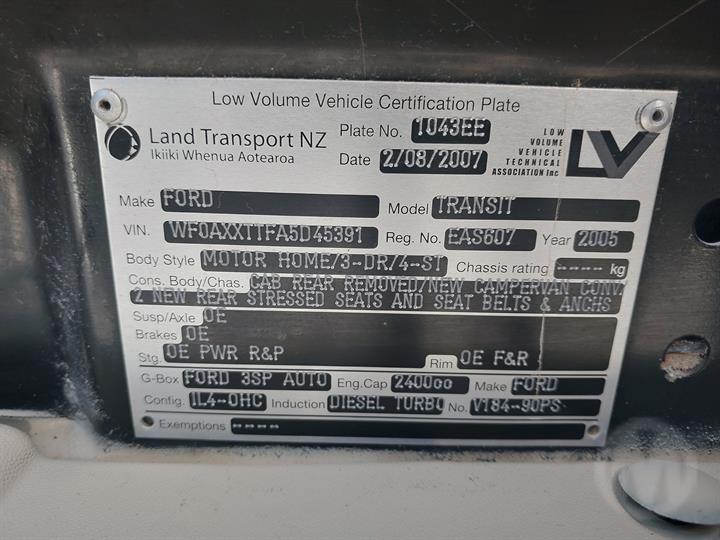 Low Volume Vehicle Certification Plate
Land Transport NZ
Ikiiki Whenua Aotearoa
Plate No. 1043EE
Date 2/08/2007
LOW
VOLUME
VEHICLE
TECHNICAL
ASSOCIATION Inc
LV
Make FORD Model TRANSIT
VIN. WF0AXXTTFA5D45391 Reg. No. EAS607 Year 2005
Body Style MOTOR HOME/3-DR/4-ST Chassis rating ---- kg
Cons. Body/Chas. CAB REAR REMOVED/NEW CAMPERVAN CONV/
2 NEW REAR STRESSED SEATS AND SEAT BELTS & ANCHS
Susp/Axle OE
Brakes OE
Stg. OE PWR R&P Rim OE F&R
G-Box FORD 3SP AUTO Eng.Cap 2400cc Make FORD
Config. IL4-OHC Induction DIESEL TURBO No. V184-90PS
Exemptions ----